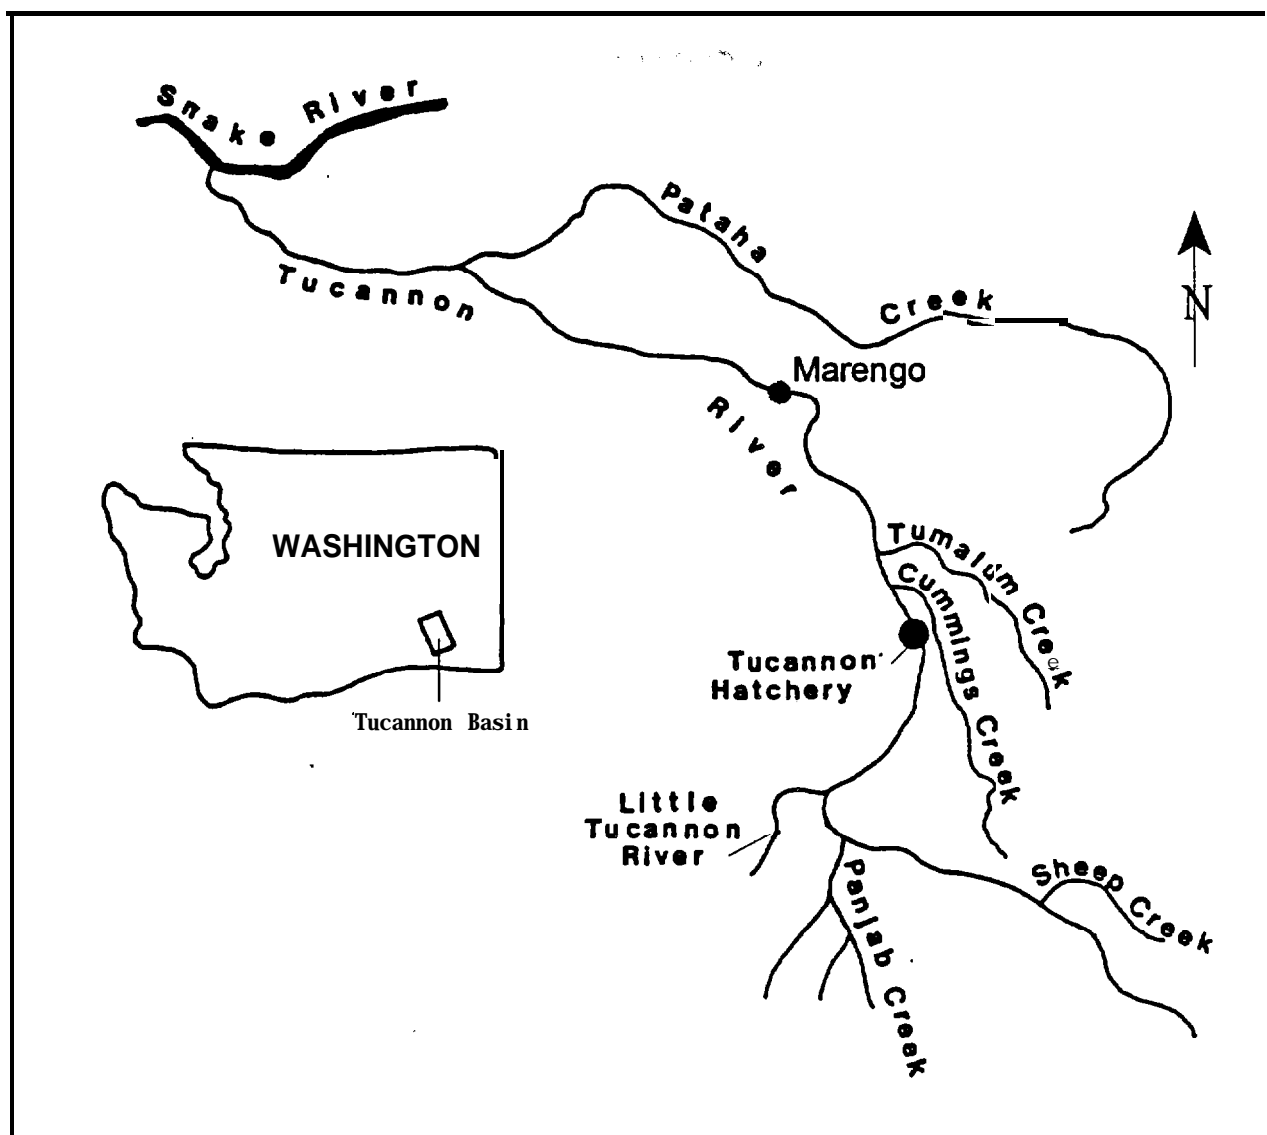 Snake River
Pataha Creek
Tucannon River
N
Marengo
WASHINGTON
Tucannon Basin
Tumalum Creek
Cummings Creek
Tucannon
Hatchery
Little
Tucannon
River
Panjab Creek
Sheep Creek